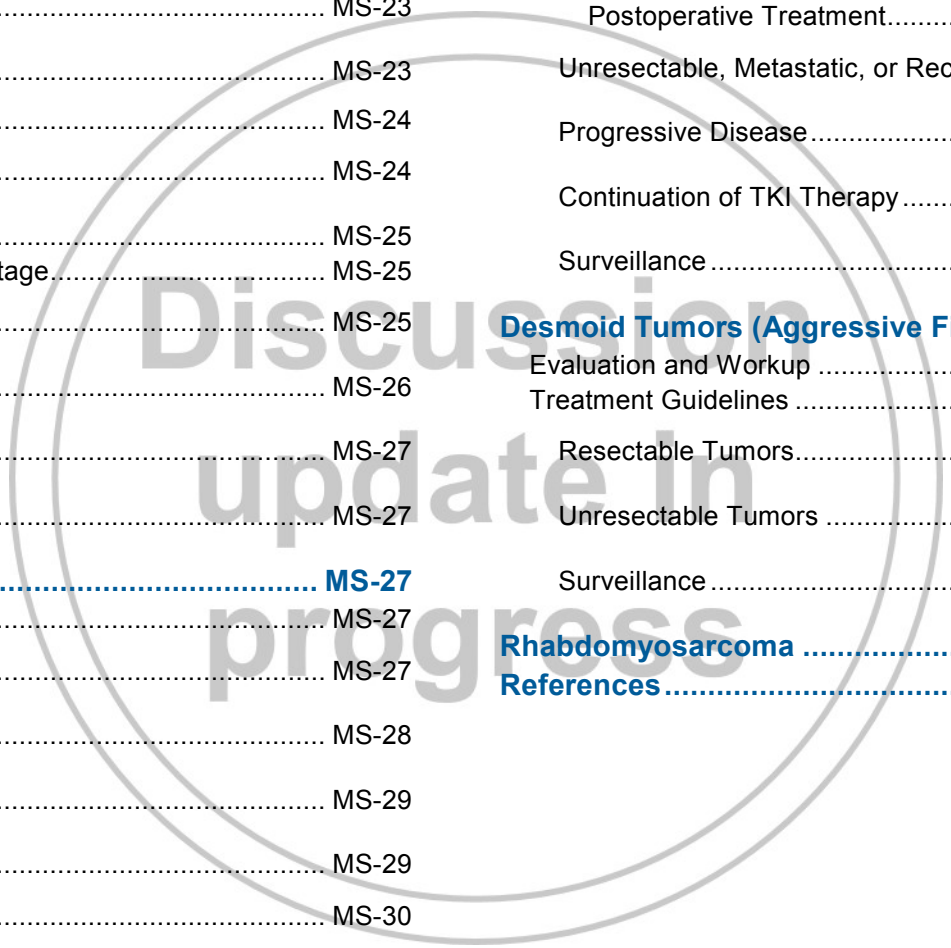 .................... MS-23
.................... MS-23
.................... MS-24
.................... MS-24
.................... MS-25
tage.................... MS-25
.................... MS-25
.................... MS-26
.................... MS-27
.................... MS-27
.................... MS-27
.................... MS-27
.................... MS-27
.................... MS-28
.................... MS-29
.................... MS-29
.................... MS-30
Postoperative Treatment.......
Unresectable, Metastatic, or Rec
Progressive Disease...............
Continuation of TKI Therapy......
Surveillance.........................
Desmoid Tumors (Aggressive F
Evaluation and Workup ...............
Treatment Guidelines ..................
Resectable Tumors.................
Unresectable Tumors ..............
Surveillance.........................
Rhabdomyosarcoma ..................
References..................................
Discussion
update in
progress